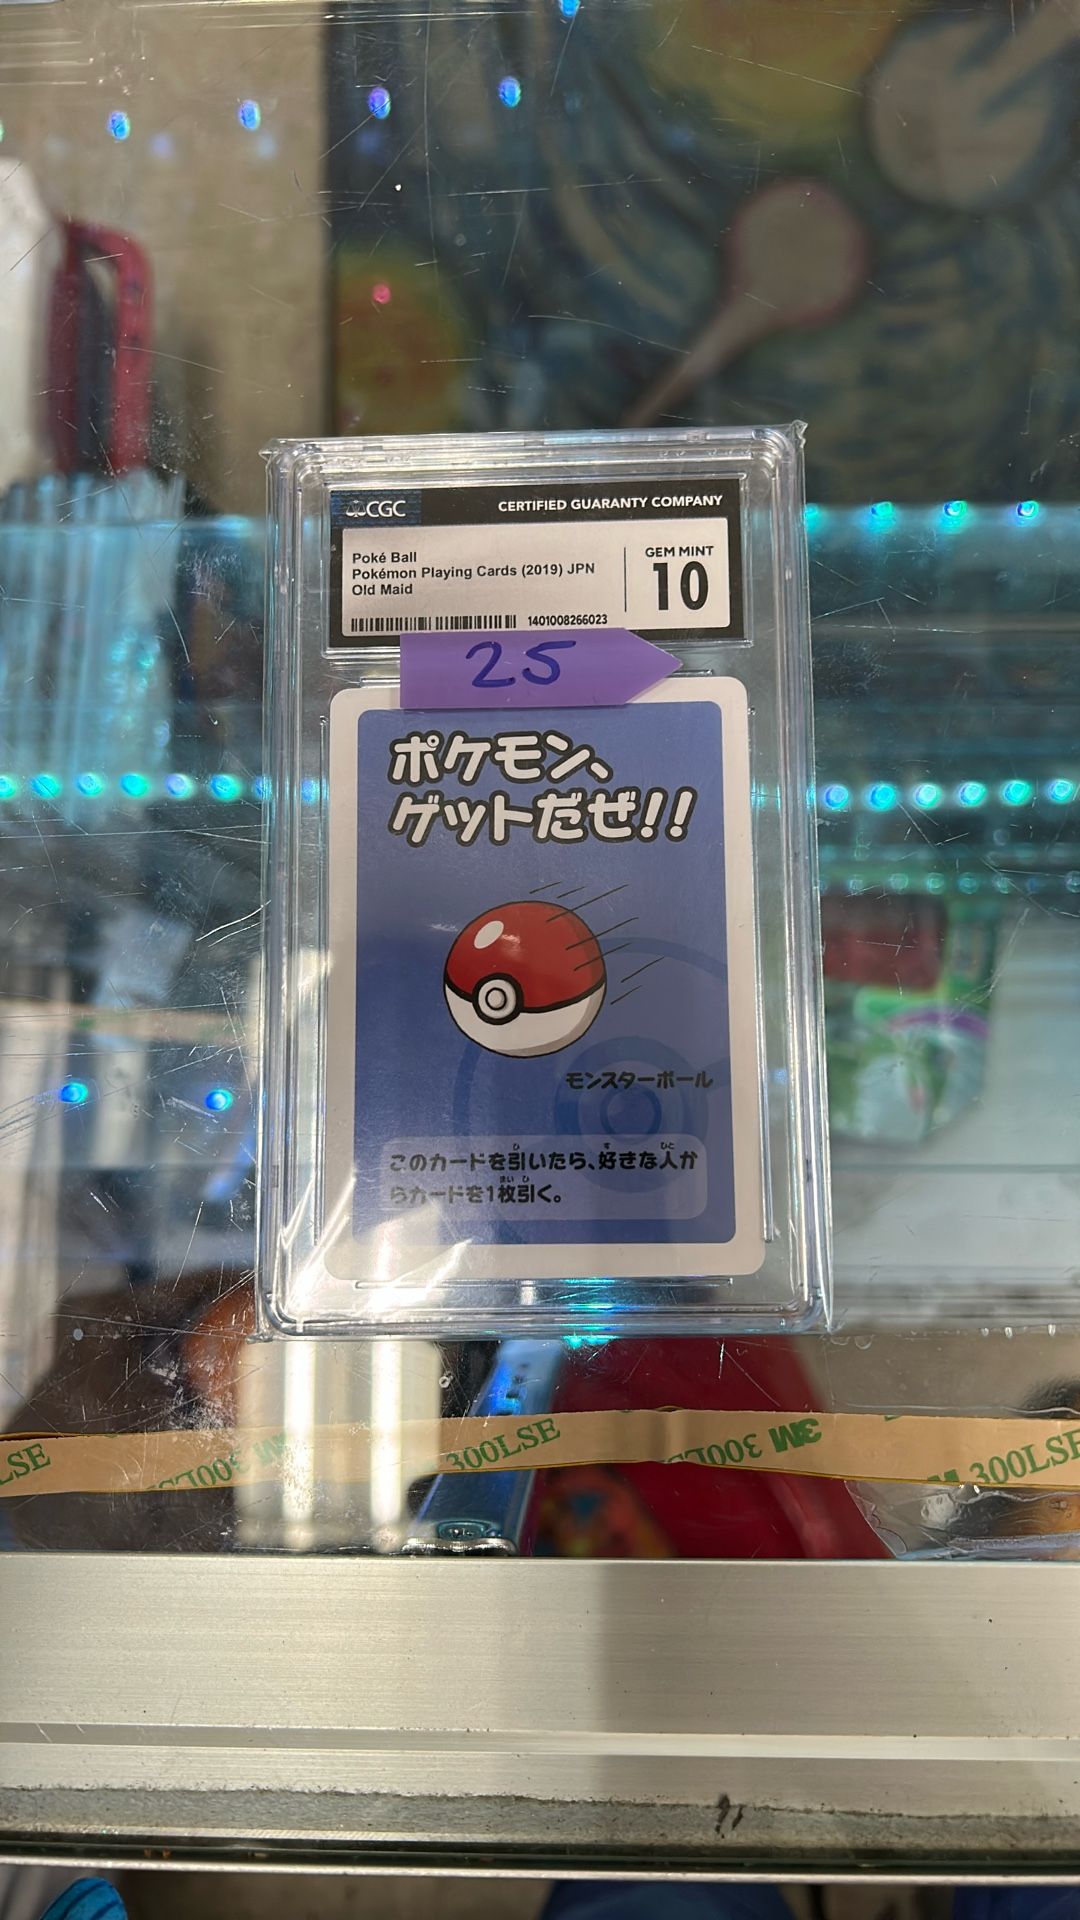 CGC
CERTIFIED GUARANTY COMPANY
Poké Ball
Pokémon Playing Cards (2019) JPN
Old Maid
GEM MINT
10
1401008266023
25
ポケモン、
ゲットだぜ!!
モンスターボール
このカードを引いたら、好きな人か
らカードを1枚引く。
300LSE
3M
300LSE
3M
300LSE